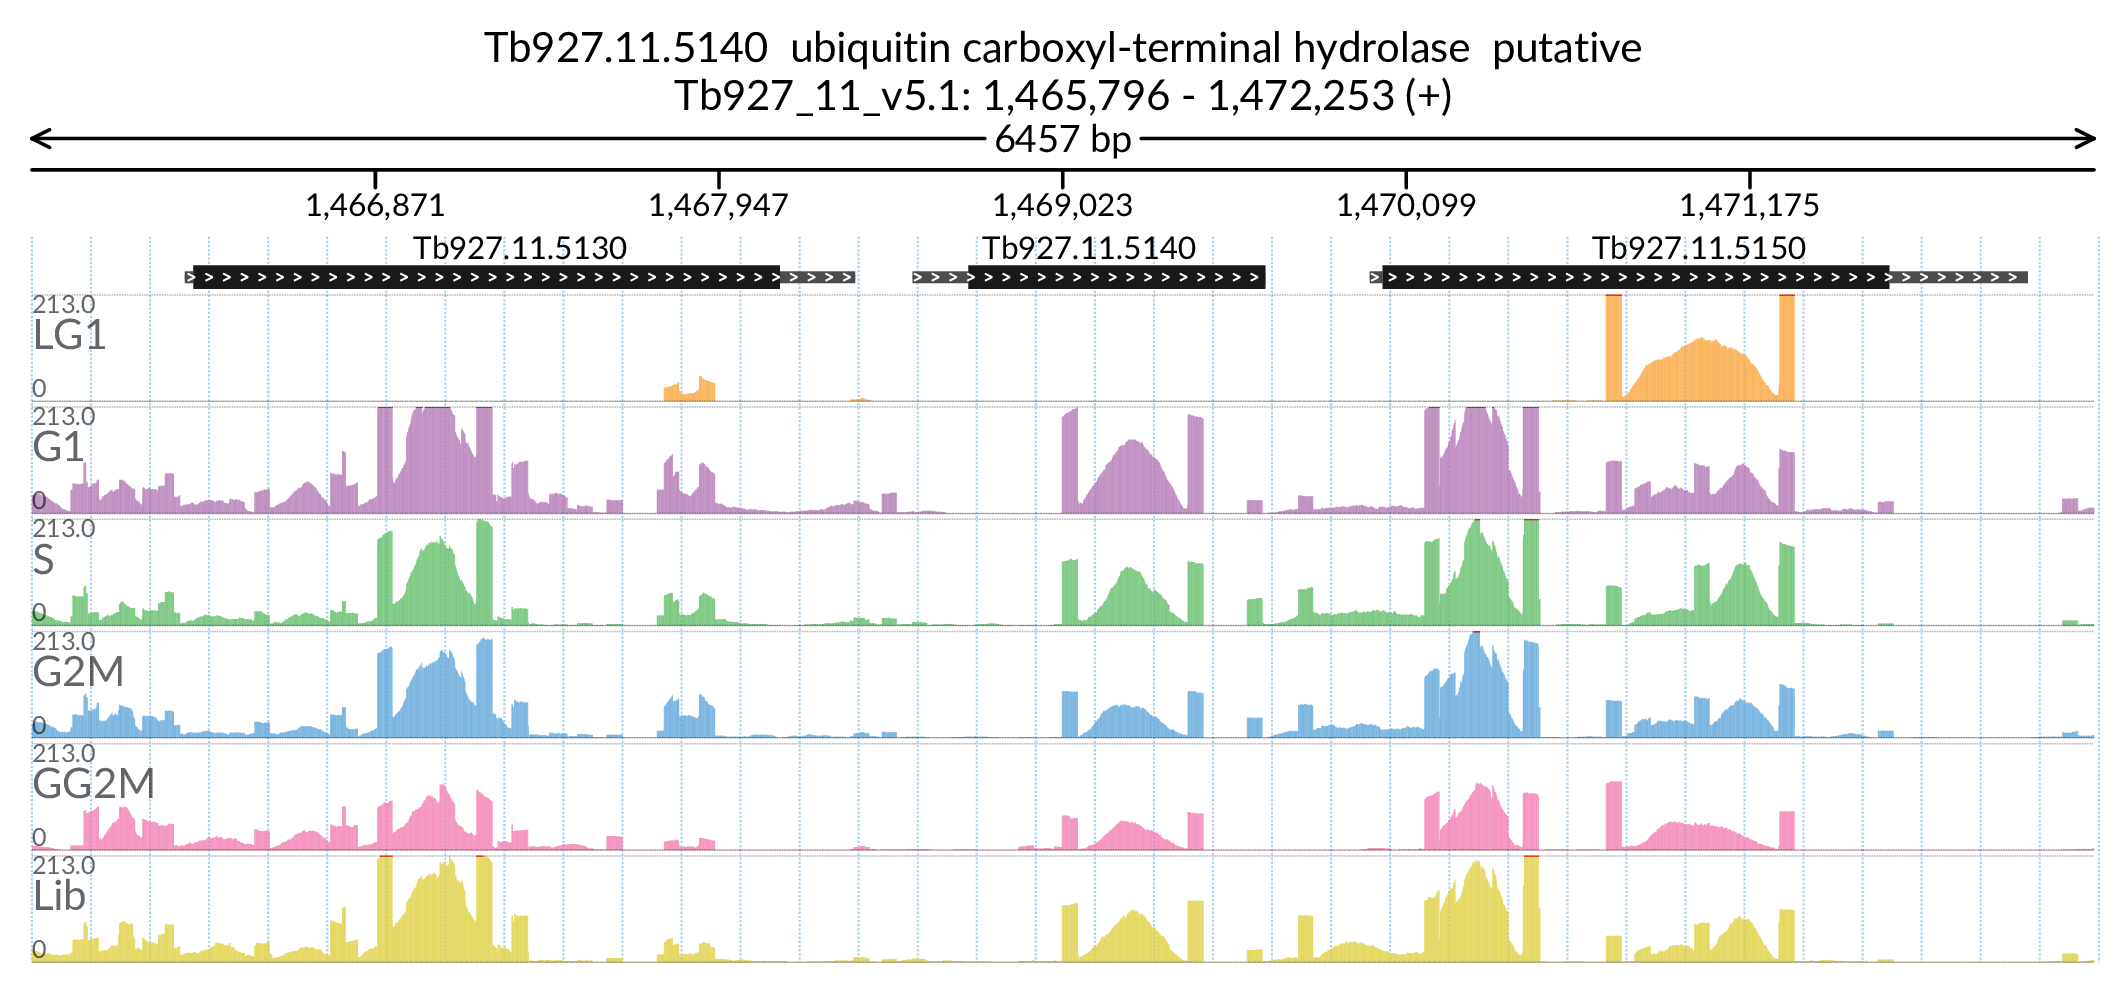 Tb927.11.5140  ubiquitin carboxyl-terminal hydrolase  putative
Tb927_11_v5.1: 1,465,796 - 1,472,253 (+)
6457 bp
1,466,871 1,467,947 1,469,023 1,470,099 1,471,175
Tb927.11.5130 Tb927.11.5140 Tb927.11.5150
213.0
LG1
0
213.0
G1
0
213.0
S
0
213.0
G2M
0
213.0
GG2M
0
213.0
Lib
0